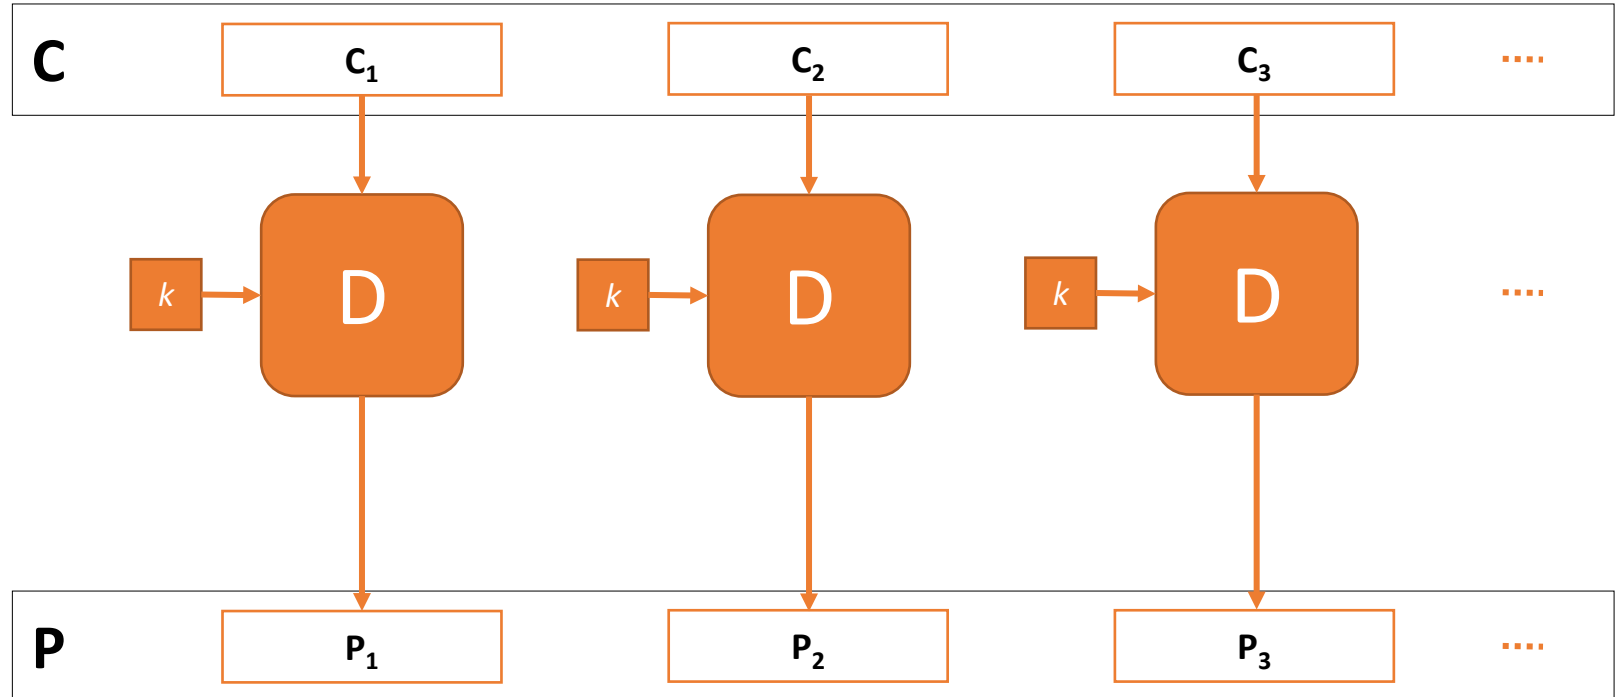 C C₁ C₂ C₃ ....
k D k D k D ....
P P₁ P₂ P₃ ....